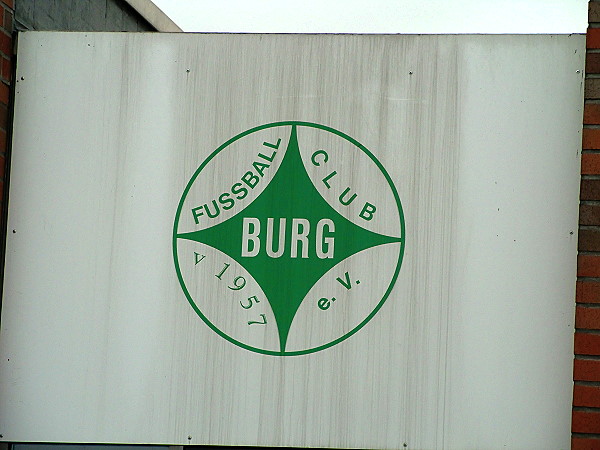 FUSSBALL
CLUB
BURG
v 1957
e. V.